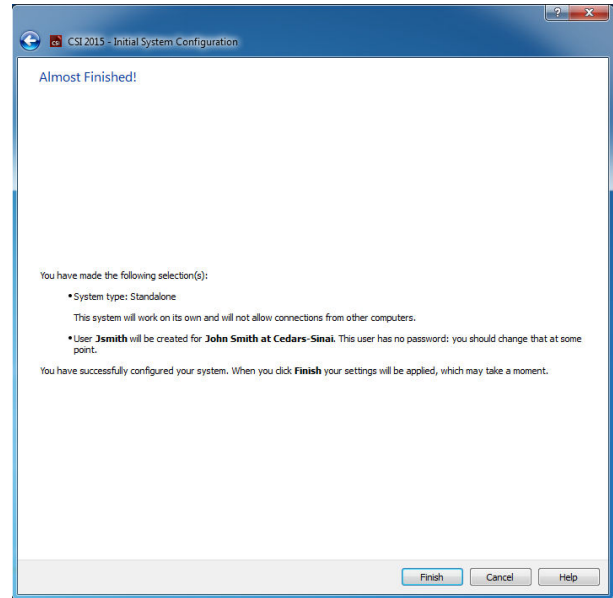 ?
CSI 2015 - Initial System Configuration
Almost Finished!
You have made the following selection(s):
•System type: Standalone
This system will work on its own and will not allow connections from other computers.
•User Jsmith will be created for John Smith at Cedars-Sinai. This user has no password: you should change that at some
point.
You have successfully configured your system. When you click Finish your settings will be applied, which may take a moment.
Finish Cancel Help